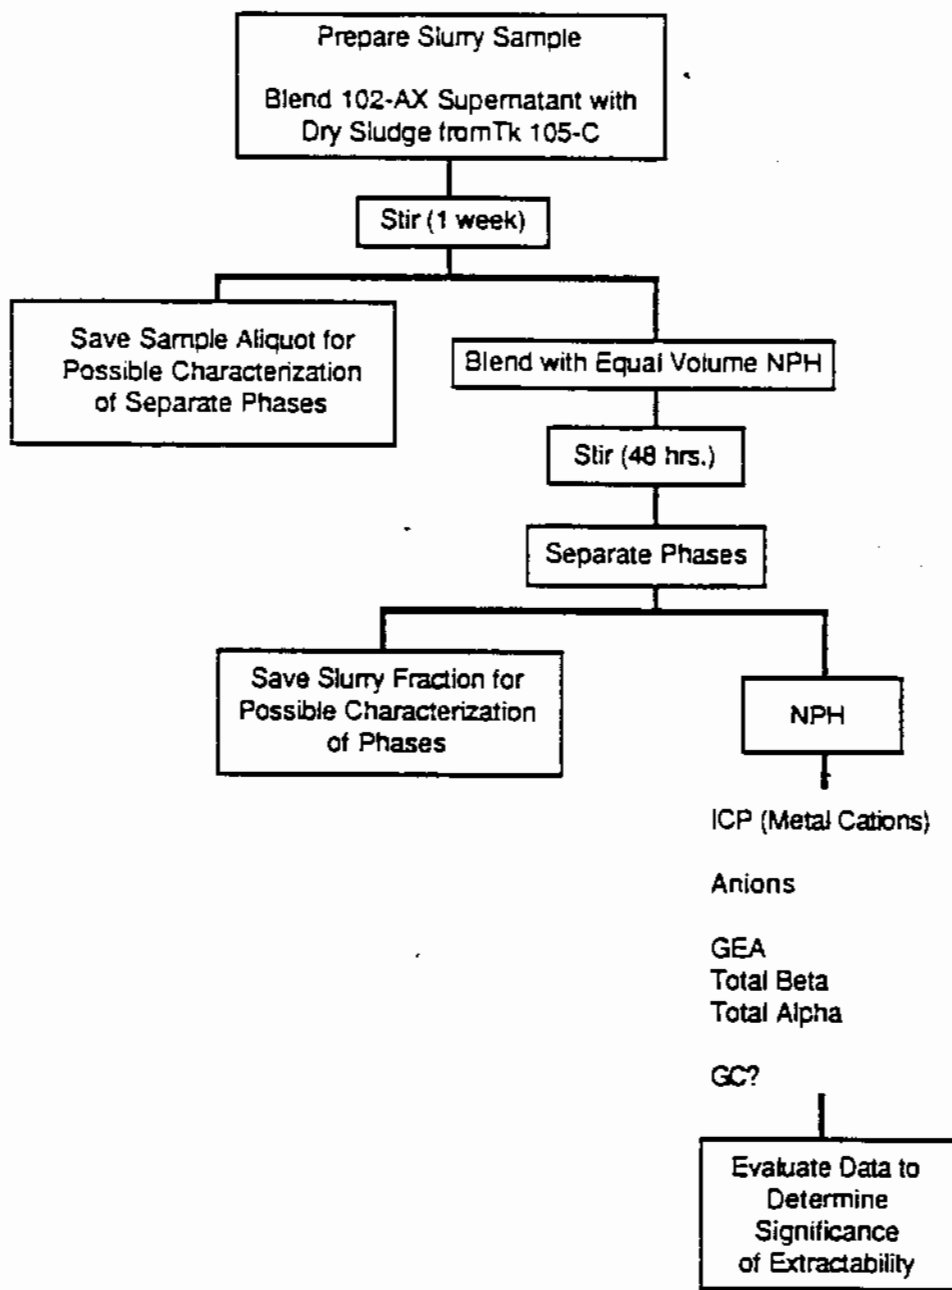 Prepare Slurry Sample
Blend 102-AX Supernatant with
Dry Sludge fromTk 105-C
Stir (1 week)
Save Sample Aliquot for
Possible Characterization
of Separate Phases
Blend with Equal Volume NPH
Stir (48 hrs.)
Separate Phases
Save Slurry Fraction for
Possible Characterization
of Phases
NPH
ICP (Metal Cations)
Anions
GEA
Total Beta
Total Alpha
GC?
Evaluate Data to
Determine
Significance
of Extractability